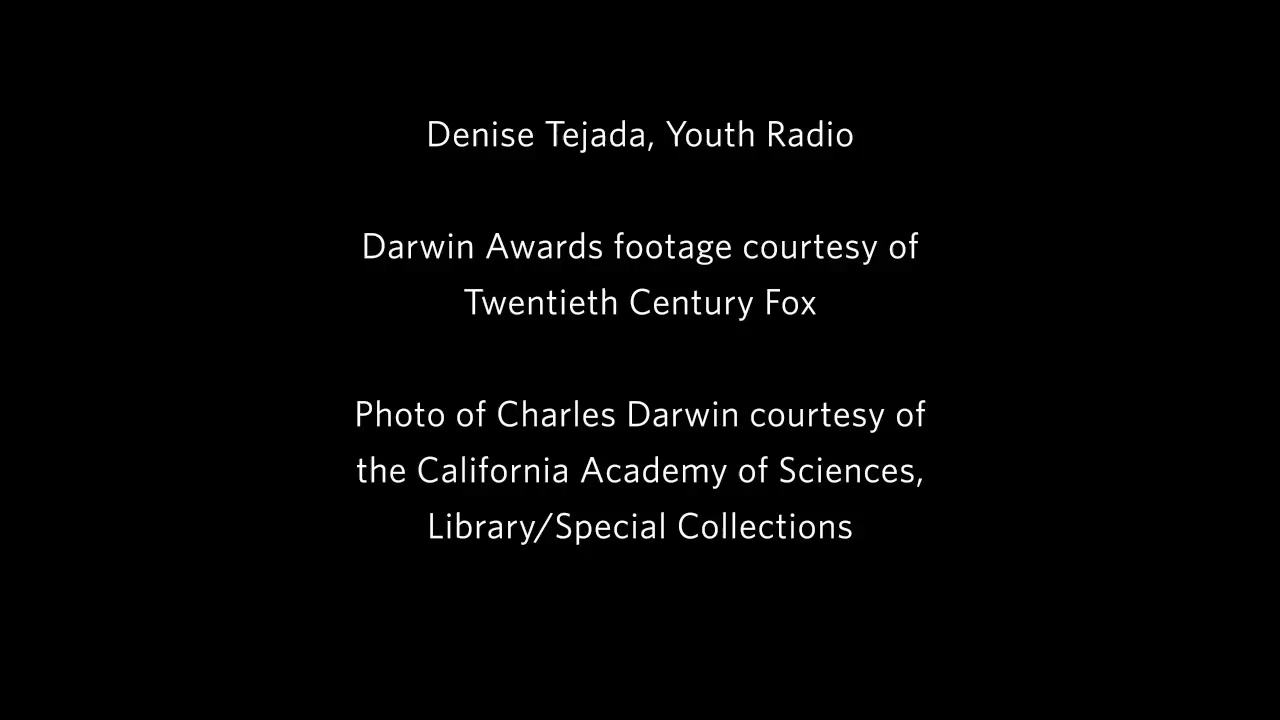 Denise Tejada, Youth Radio
Darwin Awards footage courtesy of
Twentieth Century Fox
Photo of Charles Darwin courtesy of
the California Academy of Sciences,
Library/Special Collections